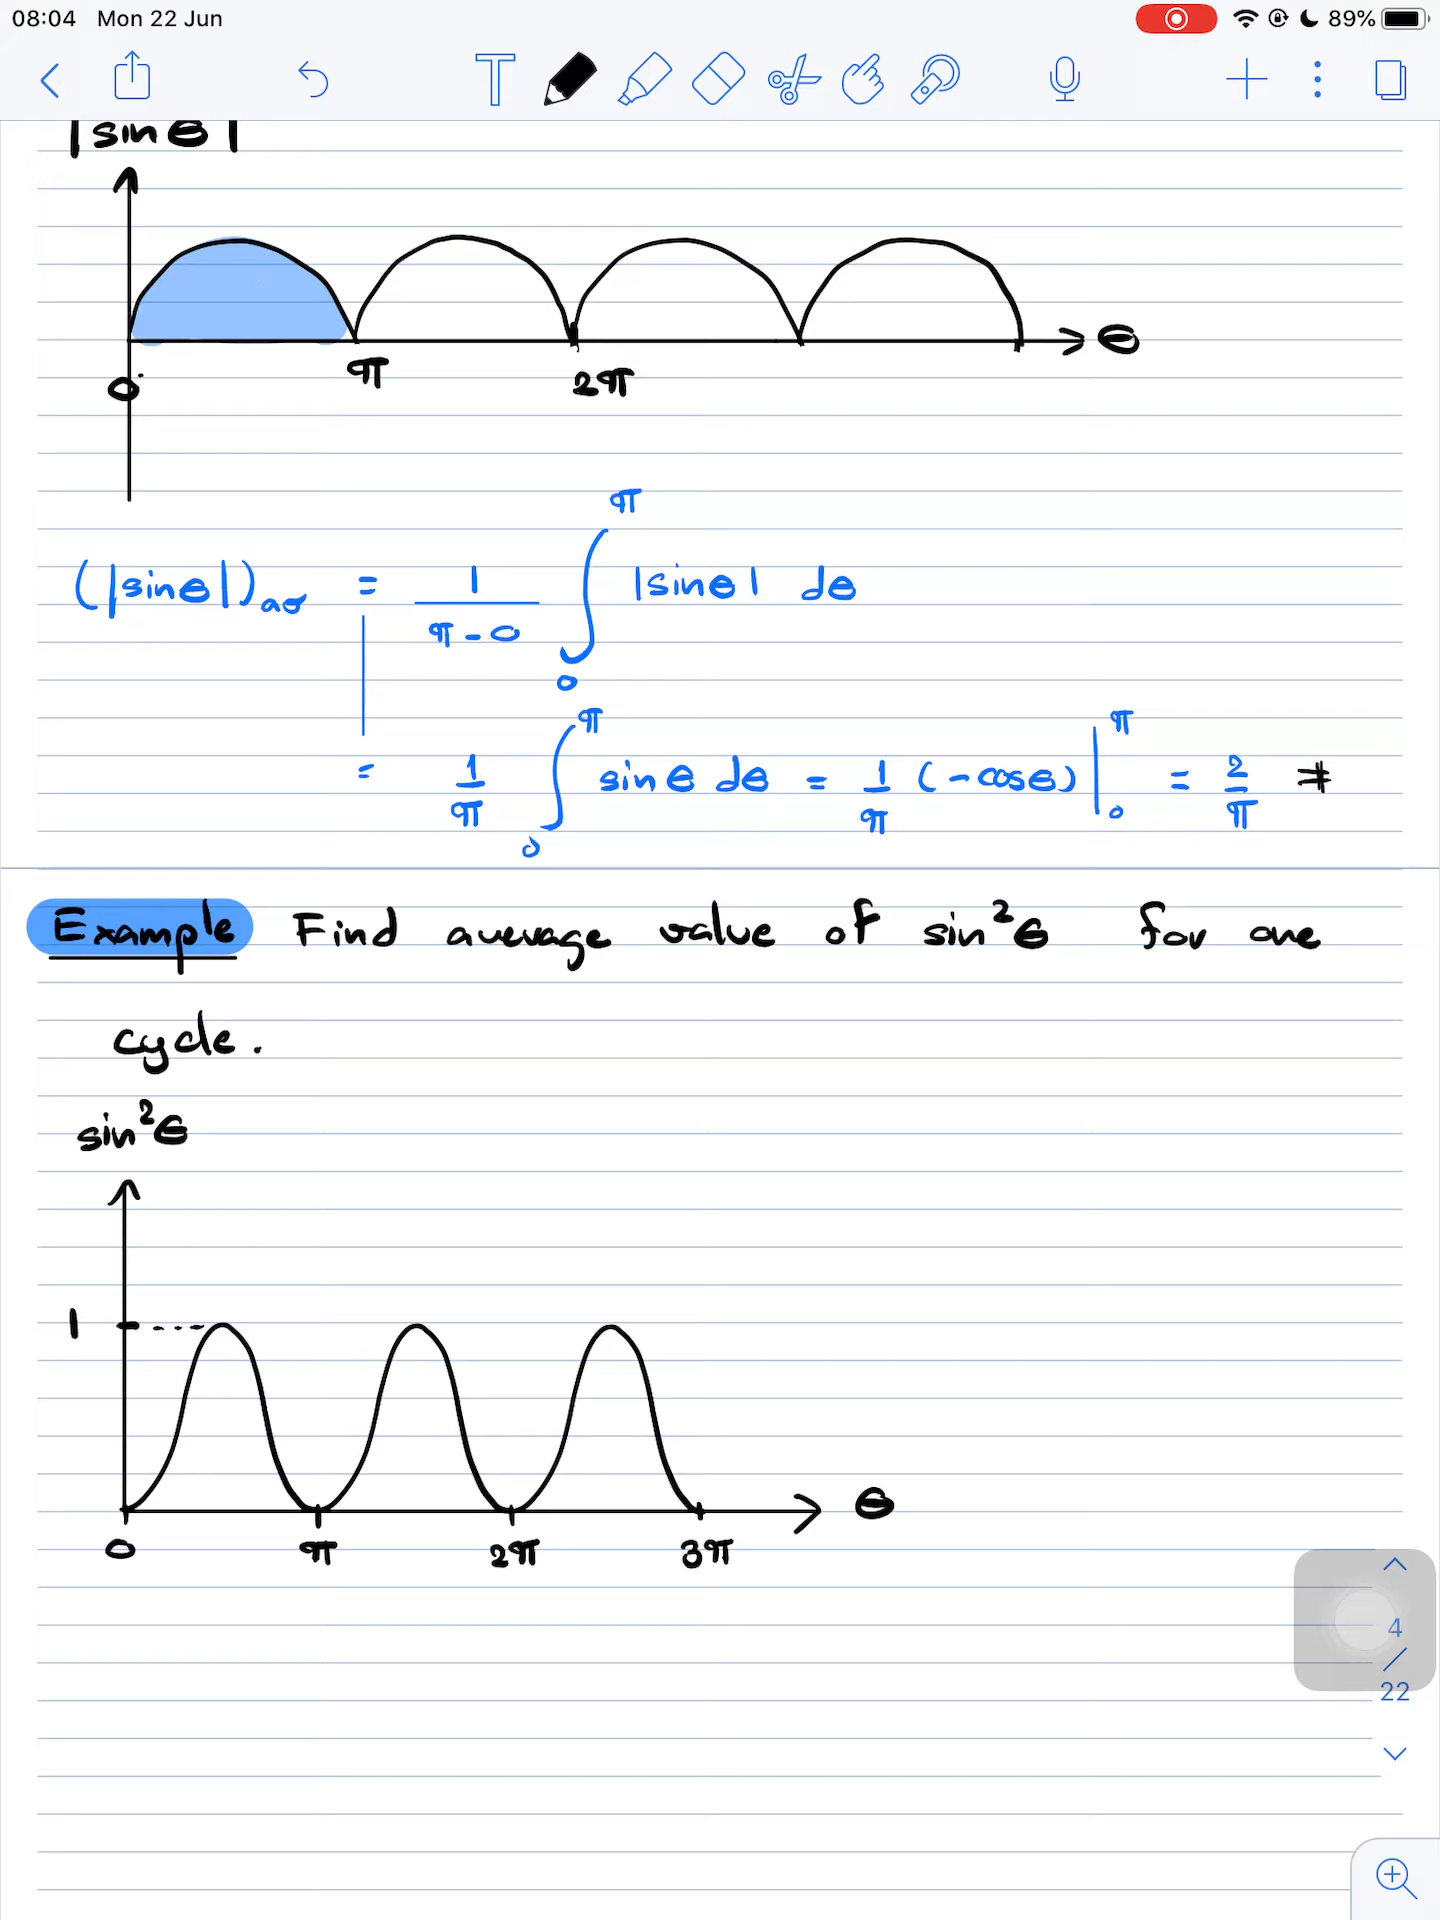 08:04 Mon 22 Jun 89%
T
|sin θ|
θ
0 π 2π
(|sinθ|)av = 1/(π - 0) ∫₀^π |sinθ| dθ
= 1/π ∫₀^π sinθ dθ = 1/π (-cosθ) |₀^π = 2/π #
Example Find average value of sin²θ for one
cycle.
sin²θ
1
θ
0 π 2π 3π
4
/
22